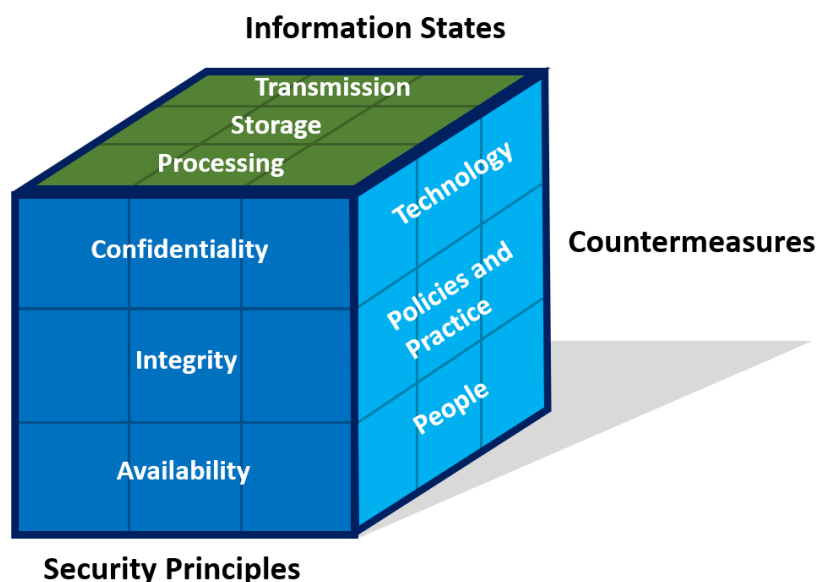 Information States
Transmission
Storage
Processing
Confidentiality
Integrity
Availability
Technology
Policies and
Practice
People
Countermeasures
Security Principles